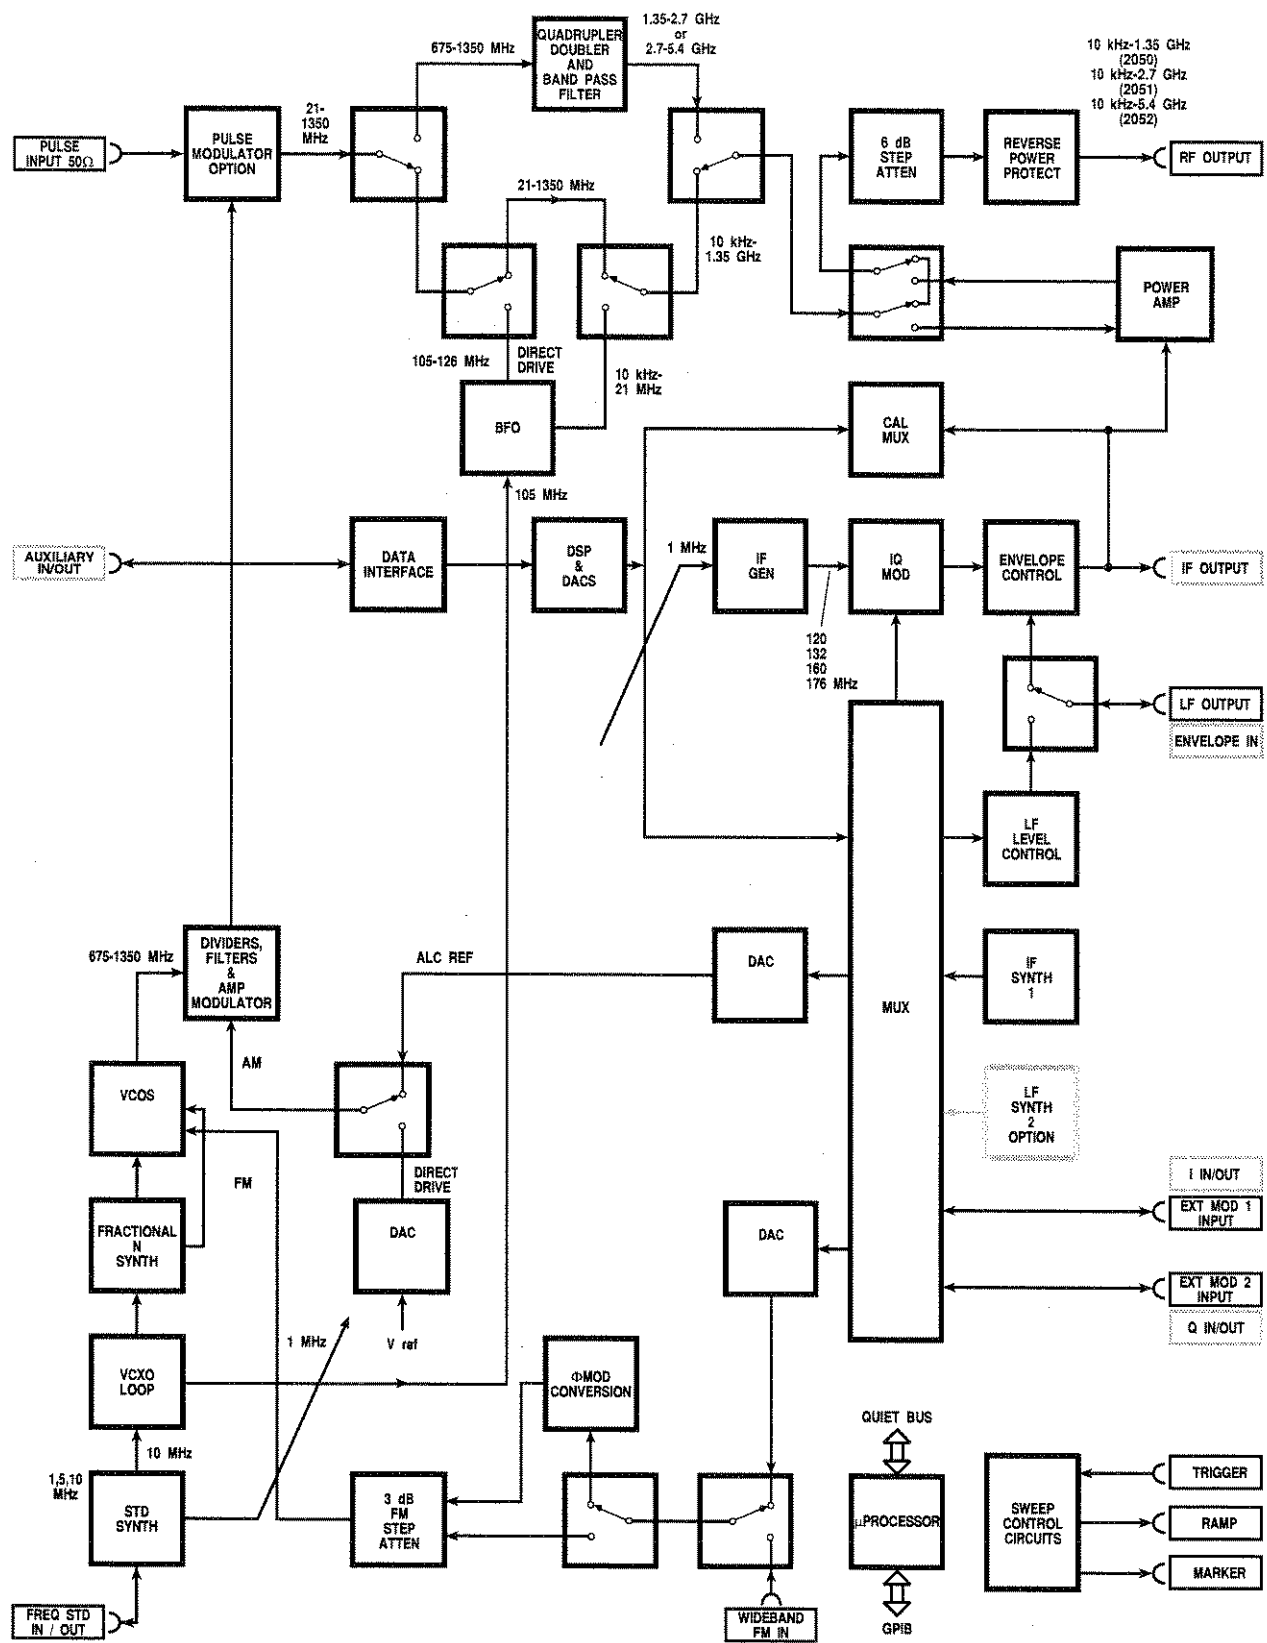 1.35-2.7 GHz
or
2.7-5.4 GHz
675-1350 MHz
QUADRUPLER
DOUBLER
AND
BAND PASS
FILTER
10 kHz-1.35 GHz
(2050)
10 kHz-2.7 GHz
(2051)
10 kHz-5.4 GHz
(2052)
PULSE
INPUT 50Ω
PULSE
MODULATOR
OPTION
21-
1350
MHz
6 dB
STEP
ATTEN
REVERSE
POWER
PROTECT
RF OUTPUT
21-1350 MHz
10 kHz-
1.35 GHz
POWER
AMP
105-126 MHz
DIRECT
DRIVE
10 kHz-
21 MHz
BFO
CAL
MUX
105 MHz
AUXILIARY
IN/OUT
DATA
INTERFACE
DSP
&
DACS
1 MHz
IF
GEN
IQ
MOD
ENVELOPE
CONTROL
IF OUTPUT
120
132
160
176 MHz
LF OUTPUT
ENVELOPE IN
LF
LEVEL
CONTROL
675-1350 MHz
DIVIDERS,
FILTERS
&
AMP
MODULATOR
ALC REF
DAC
MUX
IF
SYNTH
1
AM
VCOS
LF
SYNTH
2
OPTION
FM
DIRECT
DRIVE
I IN/OUT
EXT MOD 1
INPUT
FRACTIONAL
N
SYNTH
DAC
DAC
EXT MOD 2
INPUT
Q IN/OUT
1 MHz
V ref
VCXO
LOOP
ΦMOD
CONVERSION
QUIET BUS
10 MHz
1,5,10
MHz
STD
SYNTH
3 dB
FM
STEP
ATTEN
µPROCESSOR
SWEEP
CONTROL
CIRCUITS
TRIGGER
RAMP
MARKER
FREQ STD
IN / OUT
WIDEBAND
FM IN
GPIB